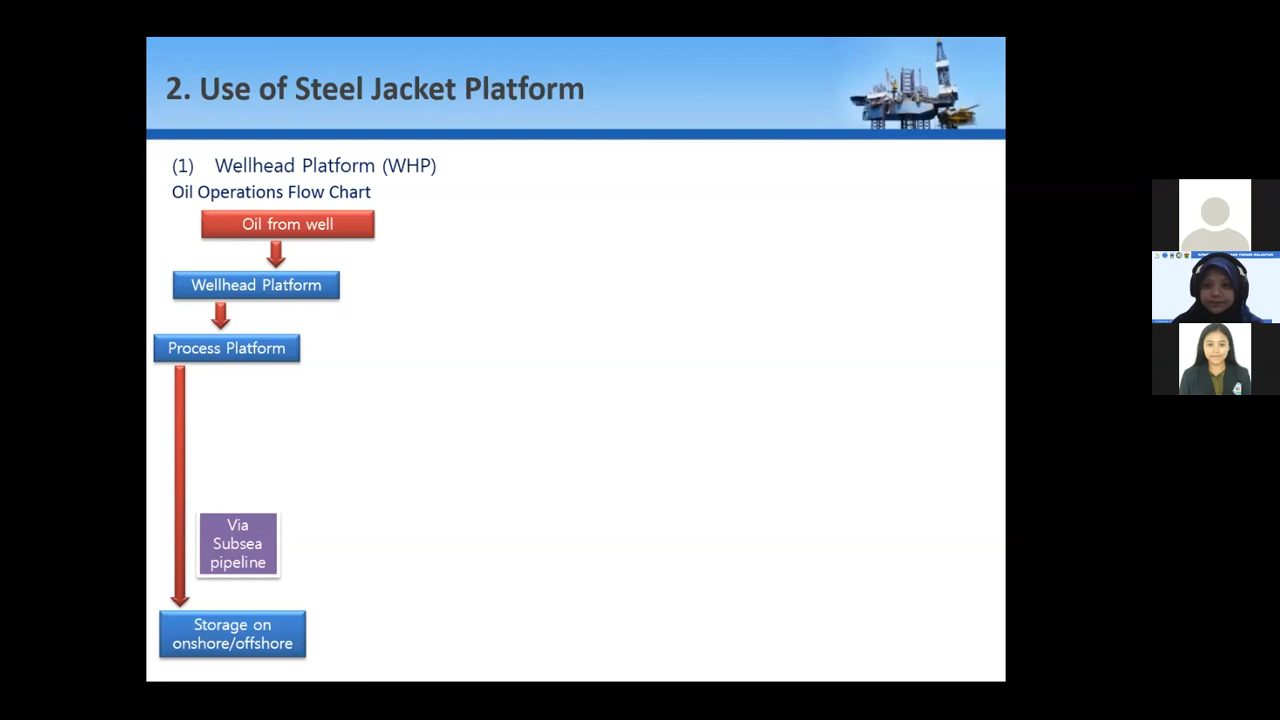 2. Use of Steel Jacket Platform
(1) Wellhead Platform (WHP)
Oil Operations Flow Chart
Oil from well
Wellhead Platform
Process Platform
Via
Subsea
pipeline
Storage on
onshore/offshore